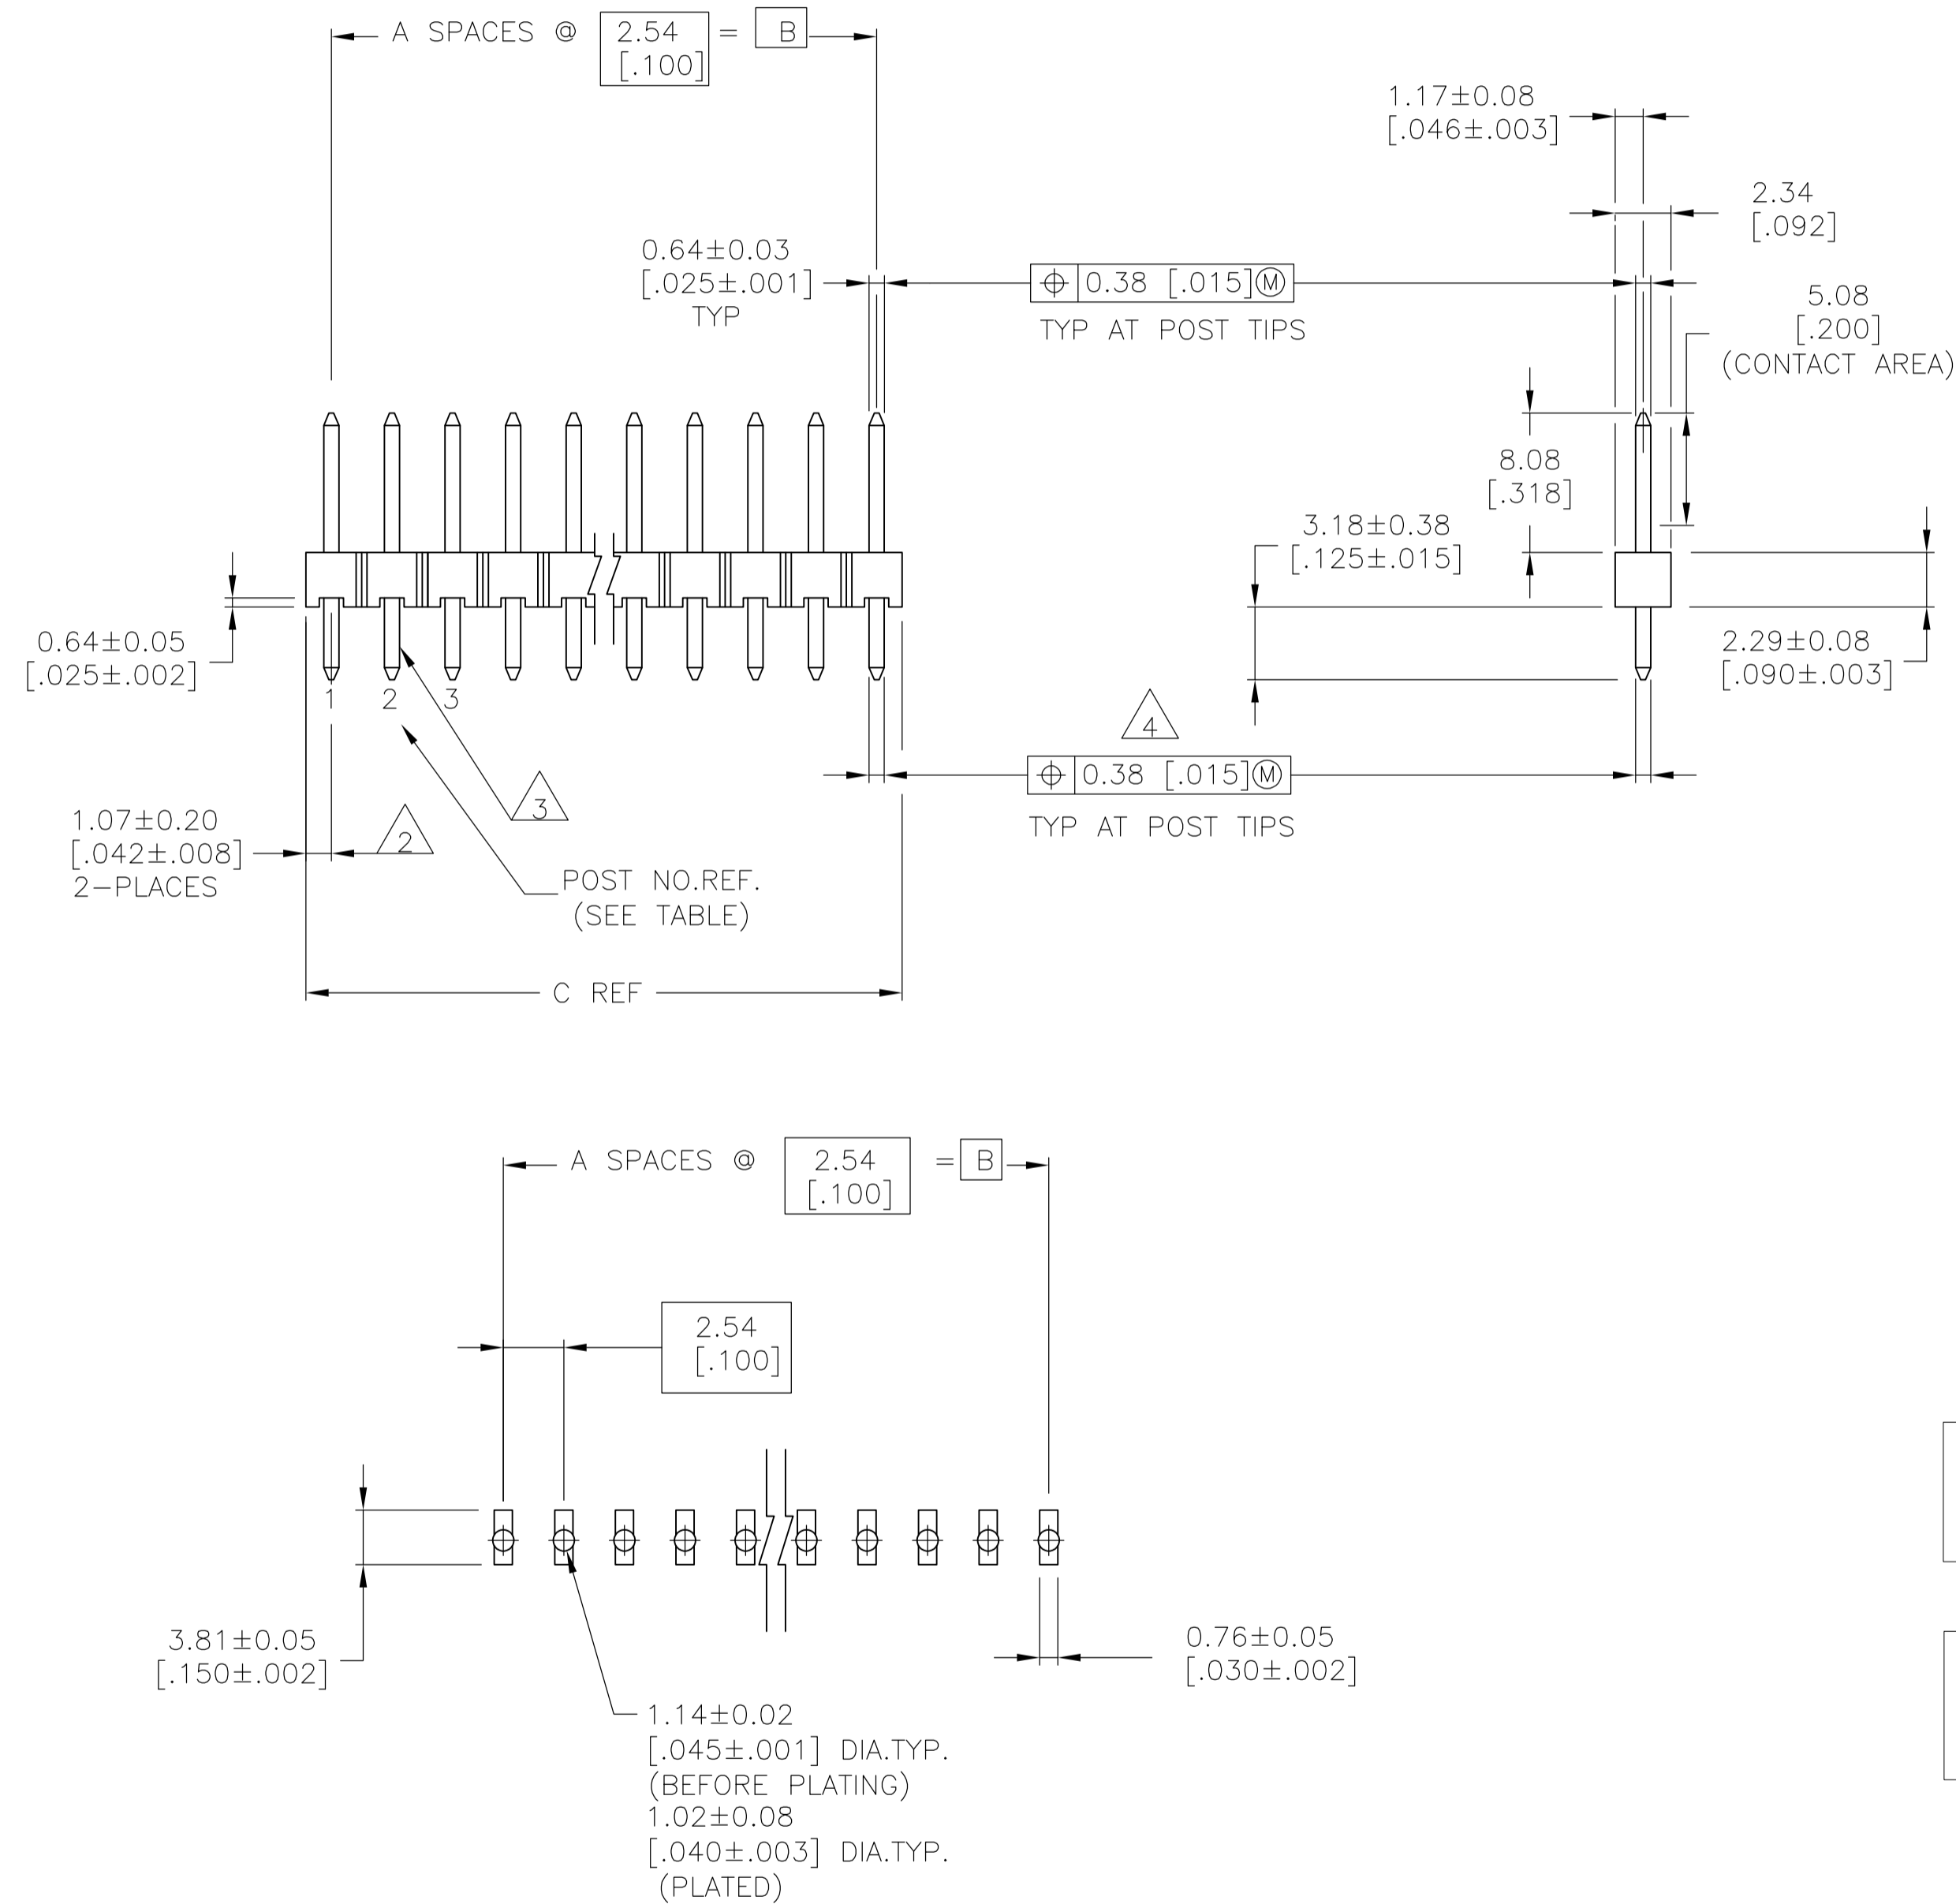 A SPACES @ 2.54 = B
[.100]
1.17±0.08
[.046±.003]
2.34
[.092]
0.64±0.03
[.025±.001]
TYP
0.38 [.015]Ⓜ
TYP AT POST TIPS
5.08
[.200]
(CONTACT AREA)
8.08
[.318]
3.18±0.38
[.125±.015]
0.64±0.05
[.025±.002]
2.29±0.08
[.090±.003]
1 2 3
4
0.38 [.015]Ⓜ
TYP AT POST TIPS
3
2
1.07±0.20
[.042±.008]
2-PLACES
POST NO.REF.
(SEE TABLE)
C REF
A SPACES @ 2.54 = B
[.100]
2.54
[.100]
3.81±0.05
[.150±.002]
0.76±0.05
[.030±.002]
1.14±0.02
[.045±.001] DIA.TYP.
(BEFORE PLATING)
1.02±0.08
[.040±.003] DIA.TYP.
(PLATED)